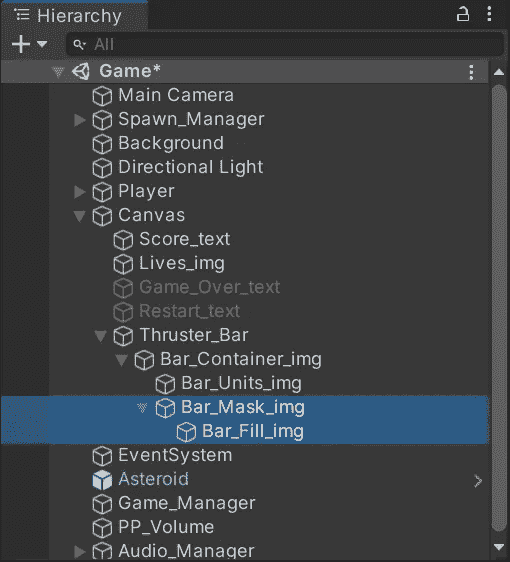 Hierarchy
All
Game*
Main Camera
Spawn_Manager
Background
Directional Light
Player
Canvas
Score_text
Lives_img
Game_Over_text
Restart_text
Thruster_Bar
Bar_Container_img
Bar_Units_img
Bar_Mask_img
Bar_Fill_img
EventSystem
Asteroid
Game_Manager
PP_Volume
Audio_Manager